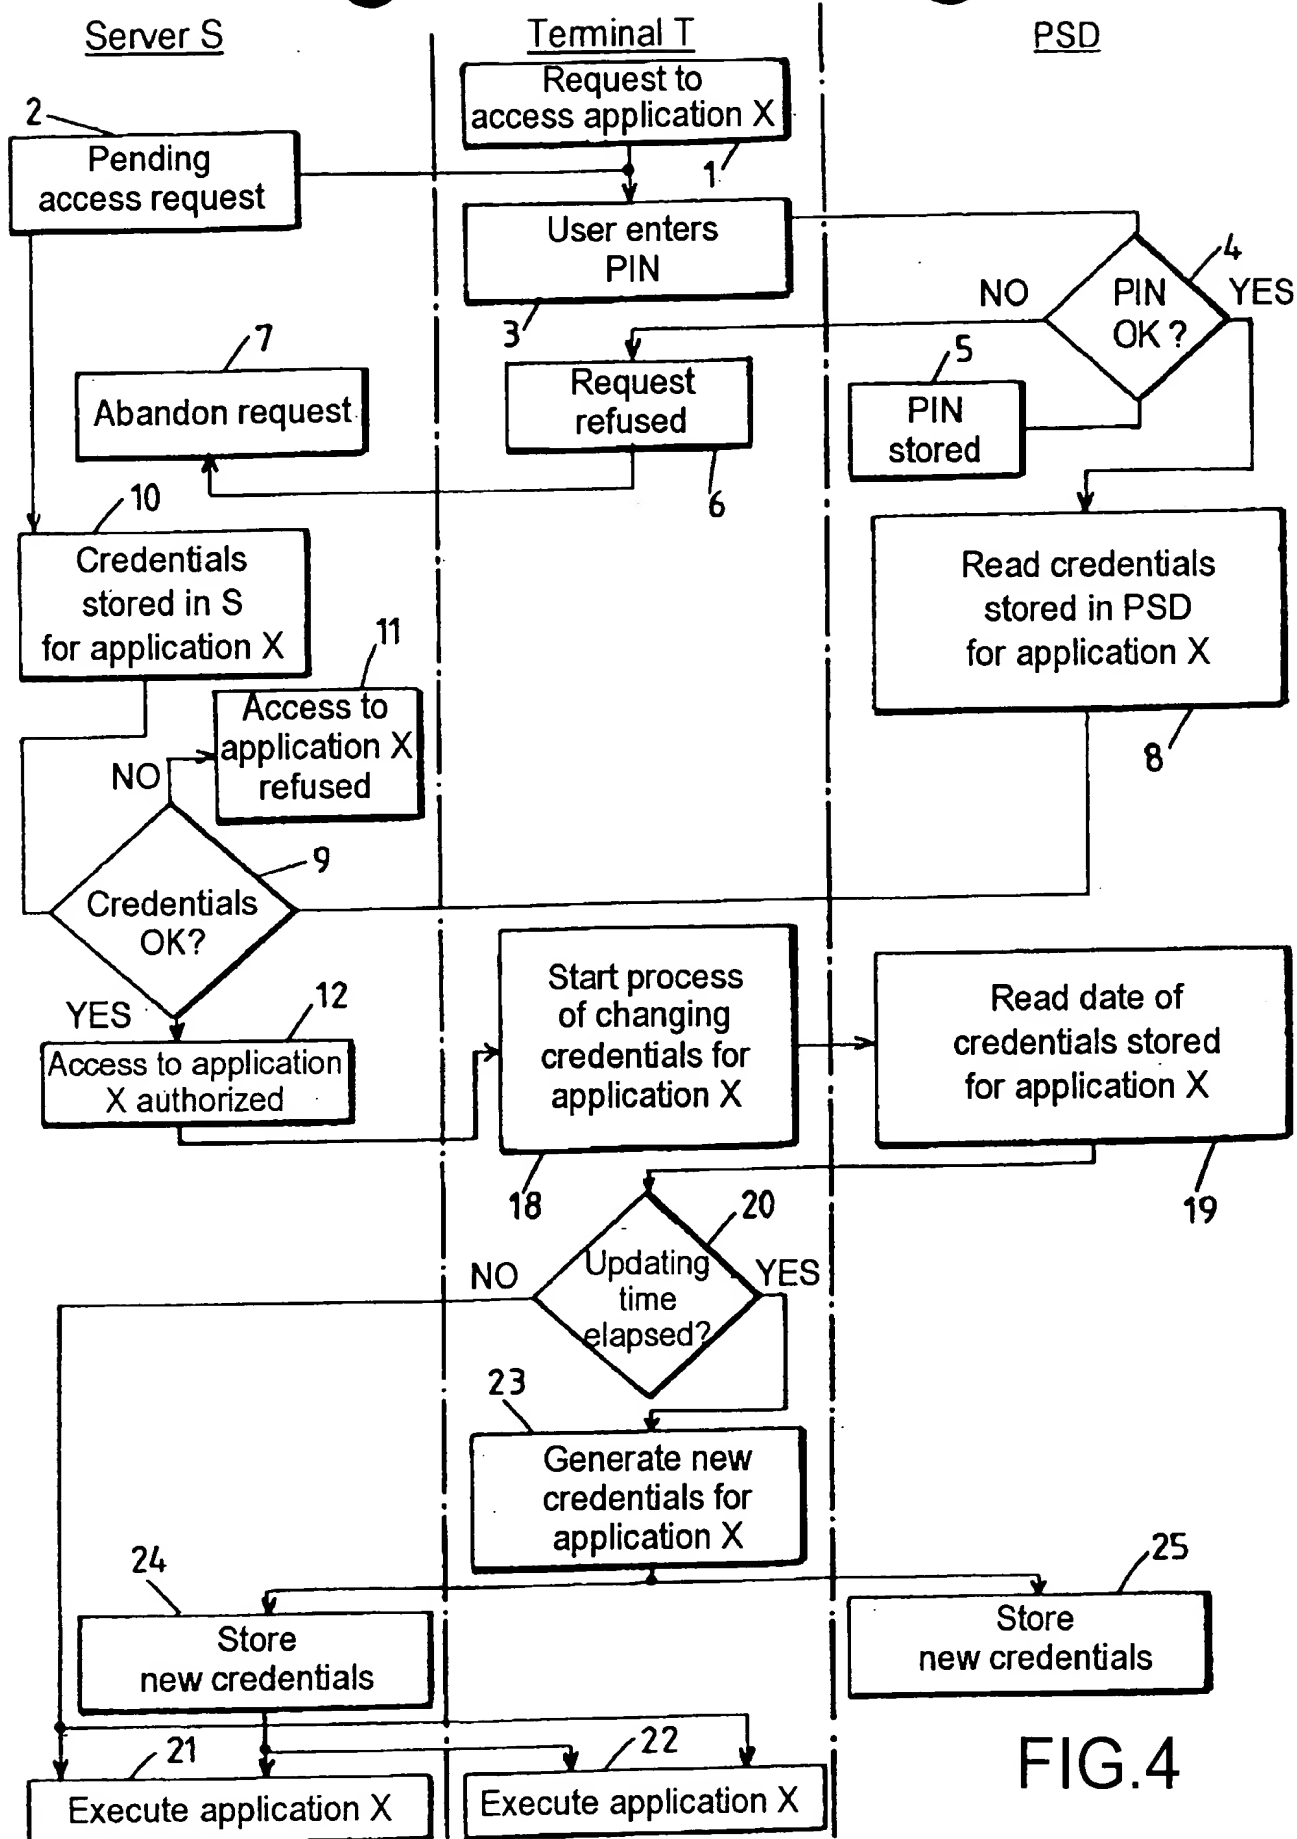 Server S
Terminal T
PSD
Request to
access application X
1
2
Pending
access request
User enters
PIN
3
4
PIN
OK?
NO
YES
5
PIN
stored
Request
refused
6
7
Abandon request
10
Credentials
stored in S
for application X
Read credentials
stored in PSD
for application X
8
11
Access to
application X
refused
NO
9
Credentials
OK?
YES
12
Access to application
X authorized
Start process
of changing
credentials for
application X
18
Read date of
credentials stored
for application X
19
20
Updating
time
elapsed?
NO
YES
23
Generate new
credentials for
application X
24
Store
new credentials
25
Store
new credentials
21
Execute application X
22
Execute application X
FIG.4